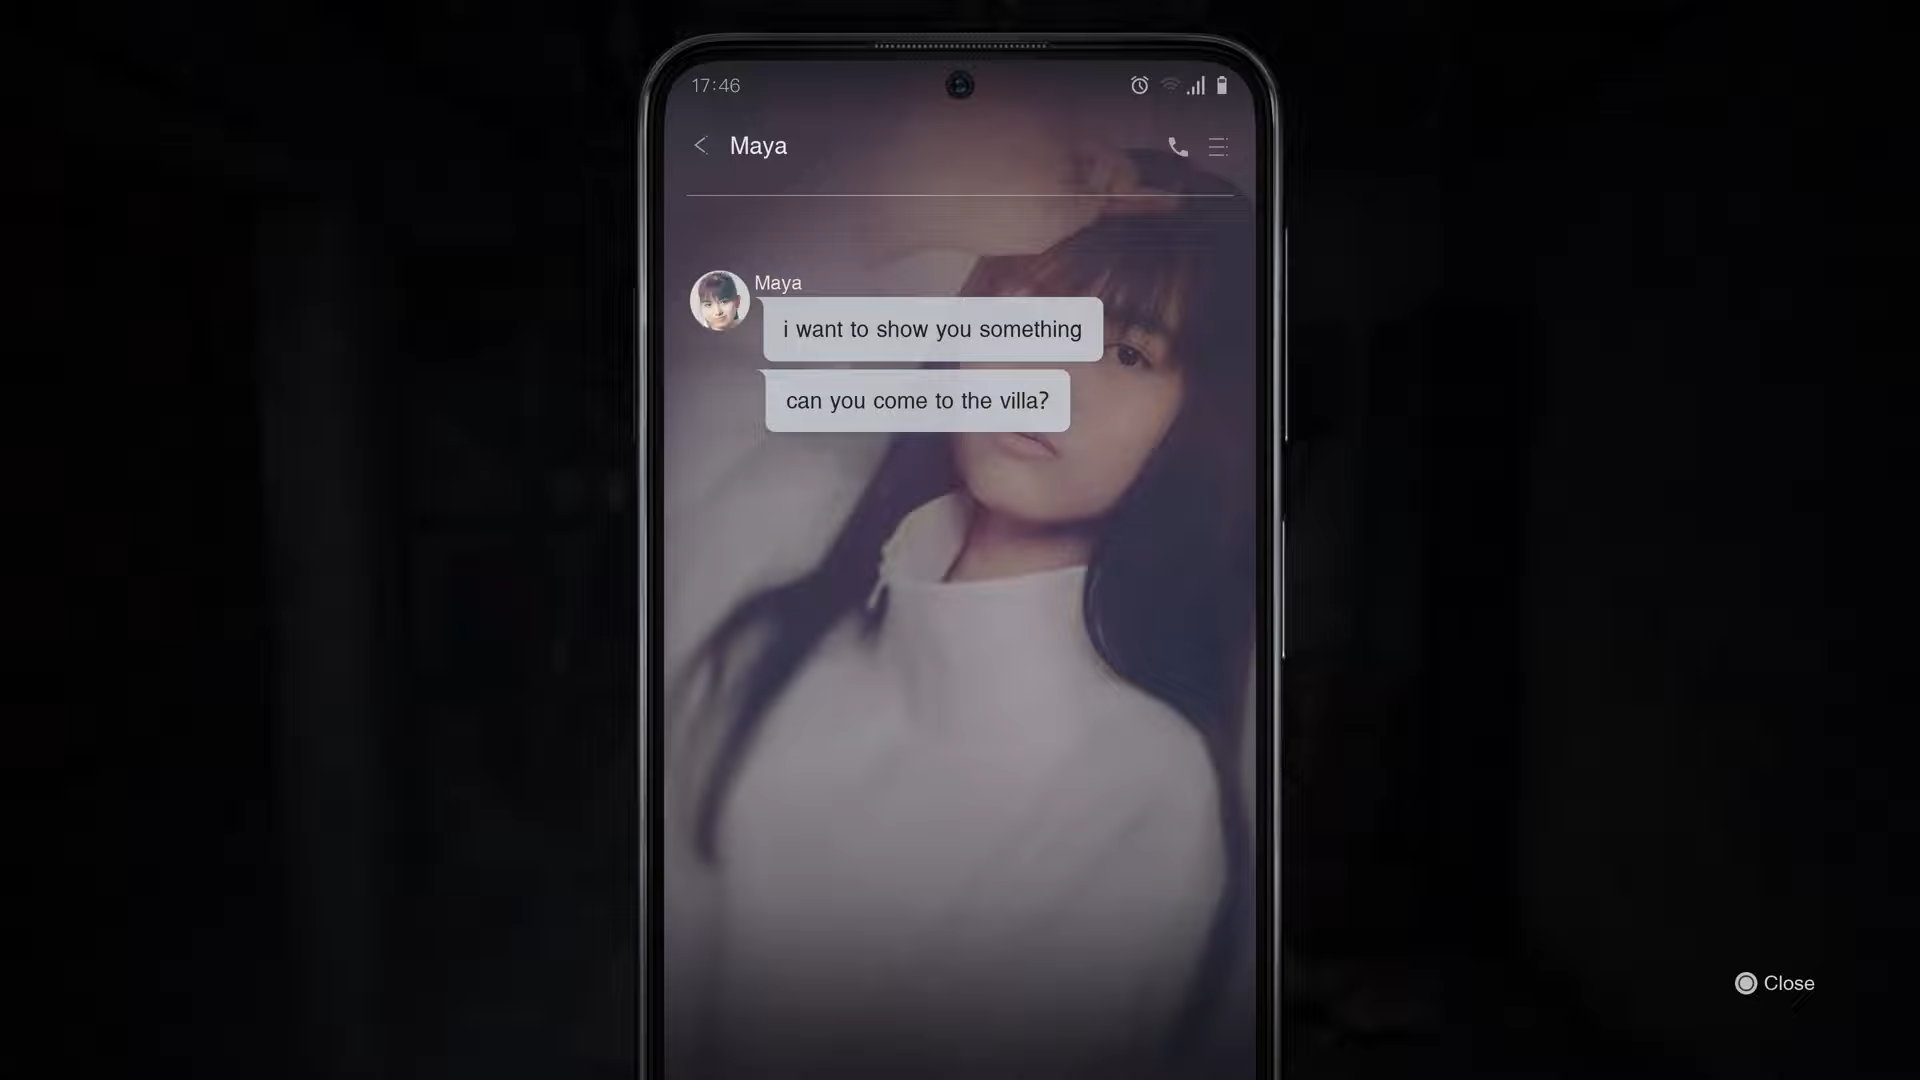 17:46
Maya
Maya
i want to show you something
can you come to the villa?
Close